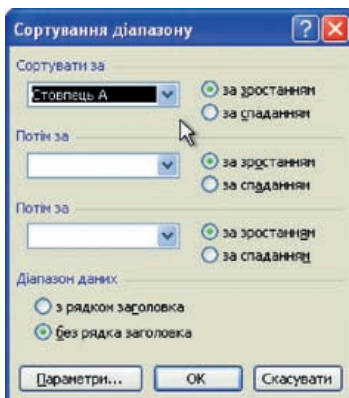 Сортування діапазону
Сортувати за
Стовпець A
за зростанням
за спаданням
Потім за
за зростанням
за спаданням
Потім за
за зростанням
за спаданням
Діапазон даних
з рядком заголовка
без рядка заголовка
Параметри... ОК Скасувати